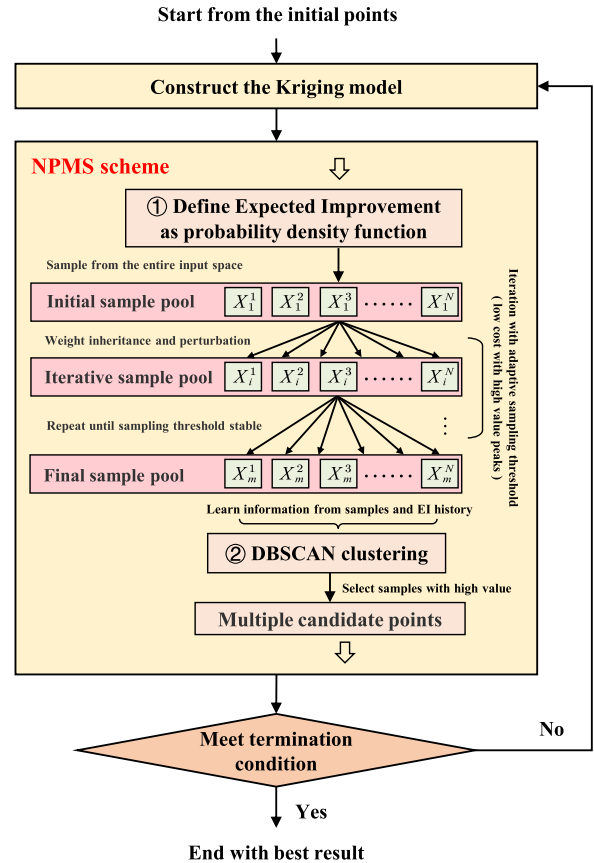 Start from the initial points
Construct the Kriging model
NPMS scheme
① Define Expected Improvement
as probability density function
Sample from the entire input space
Initial sample pool X_1^1 X_1^2 X_1^3 ⋯⋯ X_1^N
Weight inheritance and perturbation
Iterative sample pool X_i^1 X_i^2 X_i^3 ⋯⋯ X_i^N
Repeat until sampling threshold stable
⋮
Final sample pool X_m^1 X_m^2 X_m^3 ⋯⋯ X_m^N
Iteration with adaptive sampling threshold
( low cost with high value peaks )
Learn information from samples and EI history
② DBSCAN clustering
Select samples with high value
Multiple candidate points
Meet termination
condition
No
Yes
End with best result